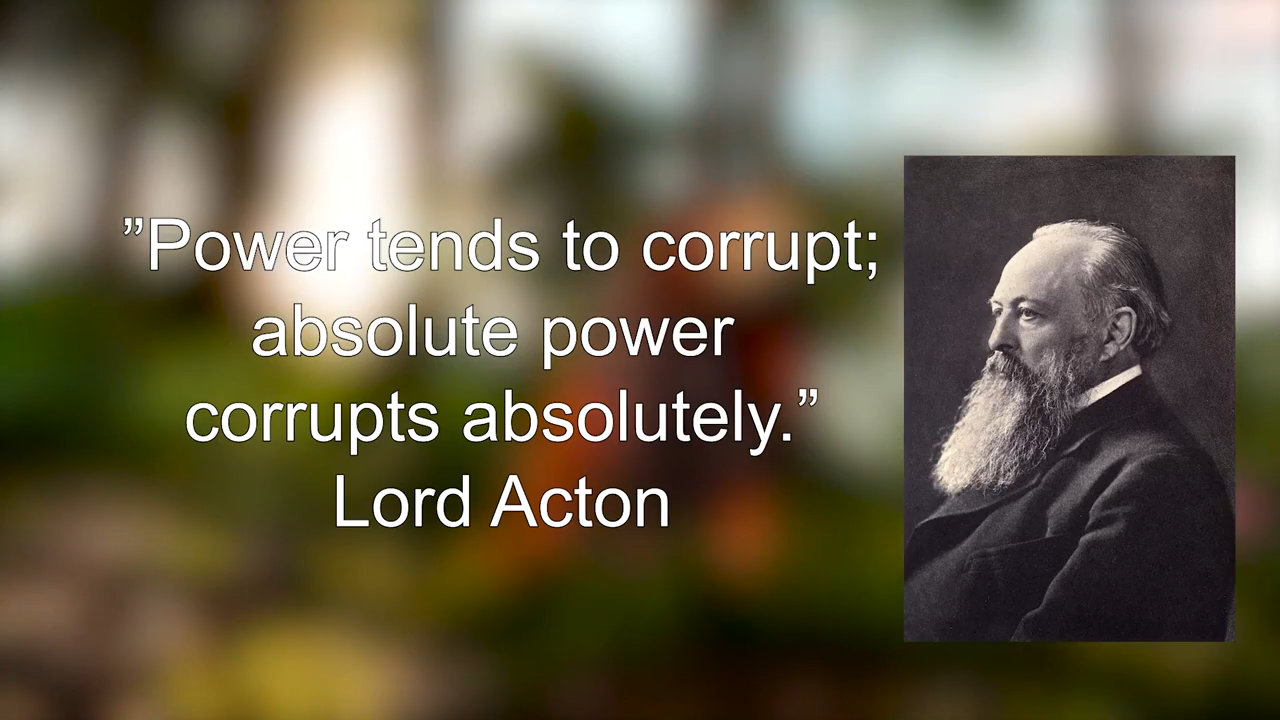 ”Power tends to corrupt;
absolute power
corrupts absolutely.”
Lord Acton